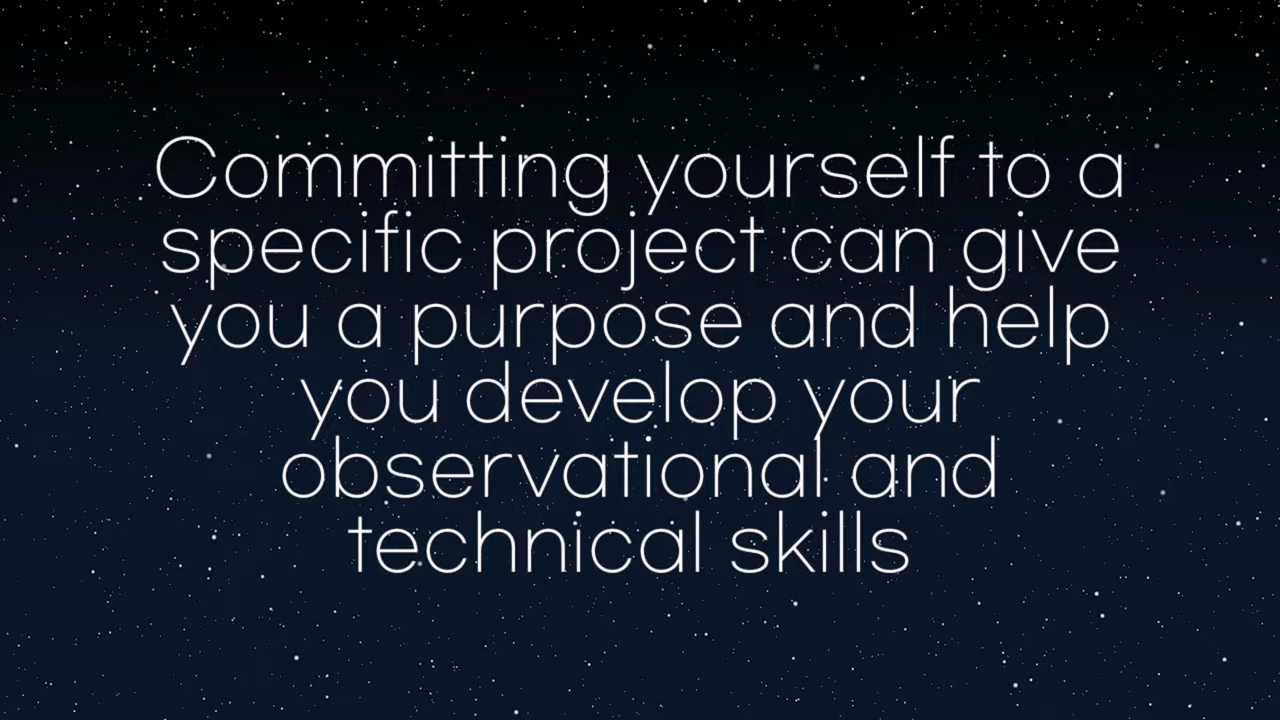 Committing yourself to a
specific project can give
you a purpose and help
you develop your
observational and
technical skills